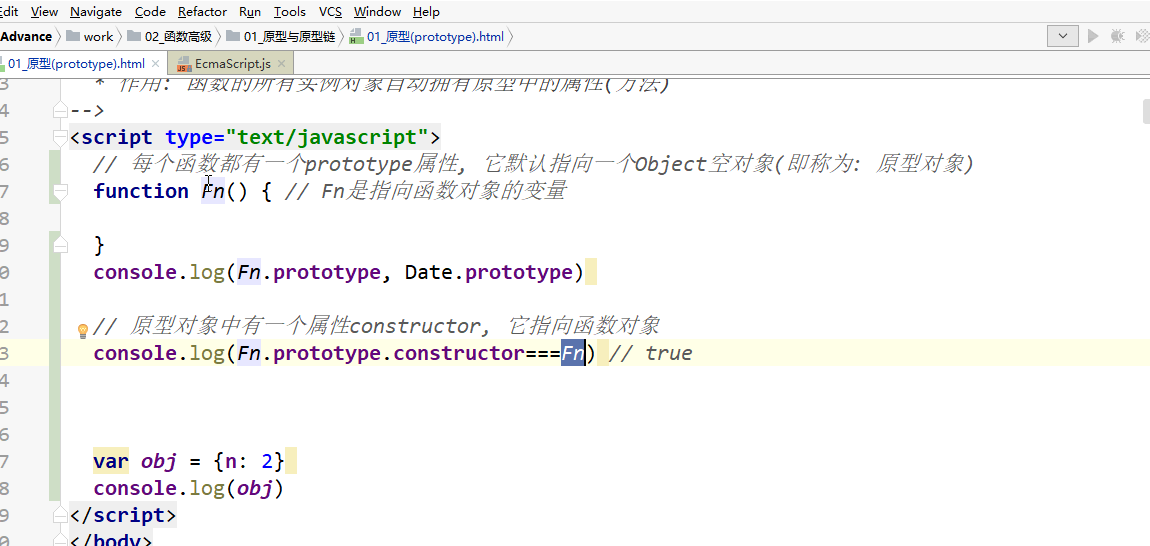 Edit View Navigate Code Refactor Run Tools VCS Window Help
Advance work 02_函数高级 01_原型与原型链 01_原型(prototype).html
01_原型(prototype).html EcmaScript.js
3 * 作用: 函数的所有实例对象自动拥有原型中的属性(方法)
4 -->
5 <script type="text/javascript">
6 // 每个函数都有一个prototype属性, 它默认指向一个Object空对象(即称为: 原型对象)
7 function Fn() { // Fn是指向函数对象的变量
8
9 }
0 console.log(Fn.prototype, Date.prototype)
1
2 // 原型对象中有一个属性constructor, 它指向函数对象
3 console.log(Fn.prototype.constructor===Fn) // true
4
5
6
7 var obj = {n: 2}
8 console.log(obj)
9 </script>
0 </body>